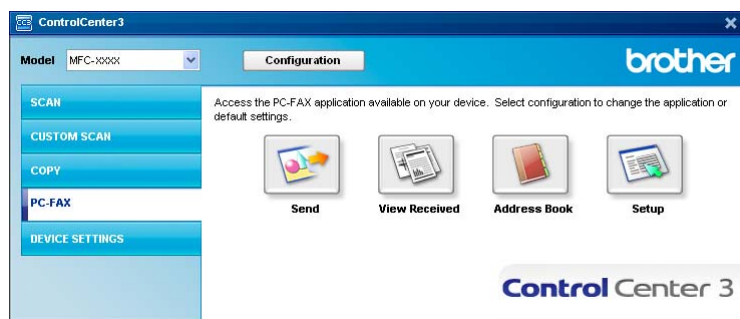 ControlCenter3
Model MFC-XXXX Configuration brother
SCAN
CUSTOM SCAN
COPY
PC-FAX
DEVICE SETTINGS
Access the PC-FAX application available on your device. Select configuration to change the application or
default settings.
Send View Received Address Book Setup
Control Center 3